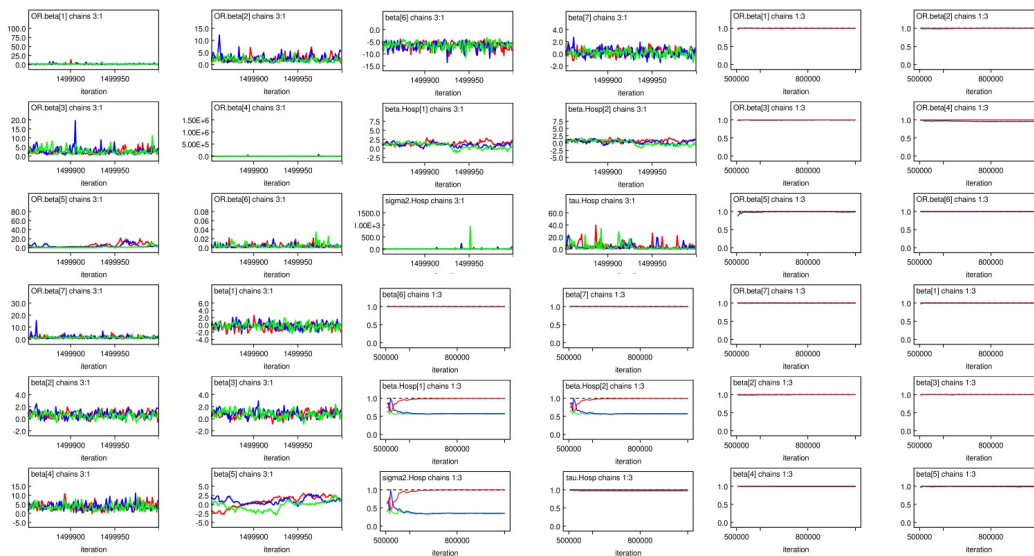 OR.beta[1] chains 3:1
100.0
75.0
50.0
25.0
0.0
1499900 1499950
iteration
OR.beta[2] chains 3:1
15.0
10.0
5.0
0.0
1499900 1499950
iteration
beta[6] chains 3:1
0.0
-5.0
-10.0
-15.0
1499900 1499950
iteration
beta[7] chains 3:1
4.0
2.0
0.0
-2.0
1499900 1499950
iteration
OR.beta[1] chains 1:3
1.0
0.5
0.0
500000 800000
iteration
OR.beta[2] chains 1:3
1.0
0.5
0.0
500000 800000
iteration
OR.beta[3] chains 3:1
20.0
15.0
10.0
5.0
0.0
1499900 1499950
iteration
OR.beta[4] chains 3:1
1.50E+6
1.00E+6
5.00E+5
0.0
1499900 1499950
iteration
beta.Hosp[1] chains 3:1
7.5
5.0
2.5
0.0
-2.5
1499900 1499950
beta.Hosp[2] chains 3:1
7.5
5.0
2.5
0.0
-2.5
1499900 1499950
OR.beta[3] chains 1:3
1.0
0.5
0.0
500000 800000
iteration
OR.beta[4] chains 1:3
1.0
0.5
0.0
500000 800000
iteration
OR.beta[5] chains 3:1
80.0
60.0
40.0
20.0
0.0
1499900 1499950
iteration
OR.beta[6] chains 3:1
0.08
0.06
0.04
0.02
0.0
1499900 1499950
iteration
sigma2.Hosp chains 3:1
1500.0
1.00E+3
500.0
0.0
1499900 1499950
tau.Hosp chains 3:1
60.0
40.0
20.0
0.0
1499900 1499950
OR.beta[5] chains 1:3
1.0
0.5
0.0
500000 800000
iteration
OR.beta[6] chains 1:3
1.0
0.5
0.0
500000 800000
iteration
OR.beta[7] chains 3:1
30.0
20.0
10.0
0.0
1499900 1499950
iteration
beta[1] chains 3:1
6.0
4.0
2.0
0.0
-2.0
-4.0
1499900 1499950
iteration
beta[6] chains 1:3
1.0
0.5
0.0
500000 800000
iteration
beta[7] chains 1:3
1.0
0.5
0.0
500000 800000
iteration
OR.beta[7] chains 1:3
1.0
0.5
0.0
500000 800000
iteration
beta[1] chains 1:3
1.0
0.5
0.0
500000 800000
iteration
beta[2] chains 3:1
4.0
2.0
0.0
-2.0
1499900 1499950
iteration
beta[3] chains 3:1
4.0
2.0
0.0
-2.0
1499900 1499950
iteration
beta.Hosp[1] chains 1:3
1.0
0.5
0.0
500000 800000
iteration
beta.Hosp[2] chains 1:3
1.0
0.5
0.0
500000 800000
iteration
beta[2] chains 1:3
1.0
0.5
0.0
500000 800000
iteration
beta[3] chains 1:3
1.0
0.5
0.0
500000 800000
iteration
beta[4] chains 3:1
15.0
10.0
5.0
0.0
-5.0
1499900 1499950
iteration
beta[5] chains 3:1
5.0
2.5
0.0
-2.5
-5.0
1499900 1499950
iteration
sigma2.Hosp chains 1:3
1.0
0.5
0.0
500000 800000
iteration
tau.Hosp chains 1:3
1.0
0.5
0.0
500000 800000
iteration
beta[4] chains 1:3
1.0
0.5
0.0
500000 800000
iteration
beta[5] chains 1:3
1.0
0.5
0.0
500000 800000
iteration